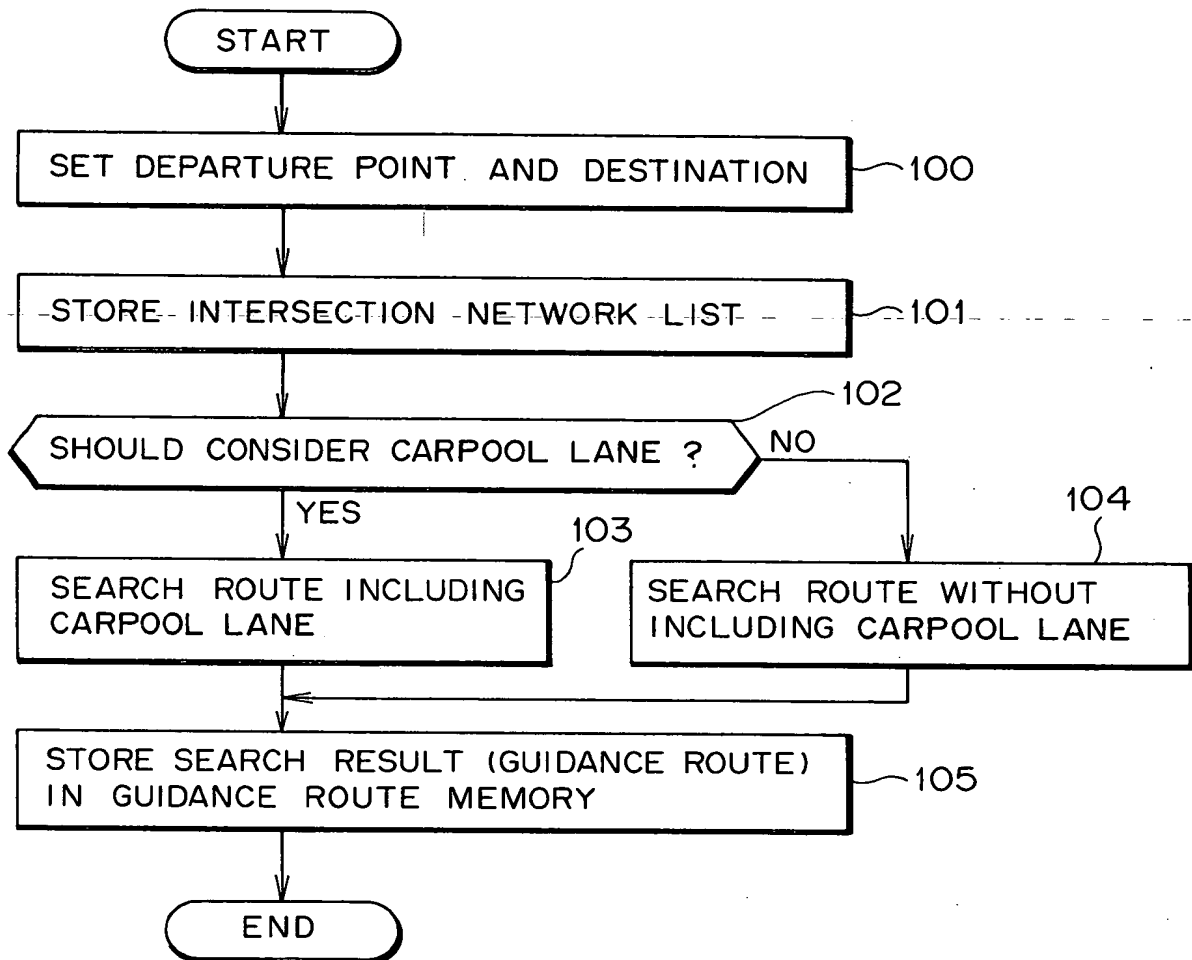 START
SET DEPARTURE POINT AND DESTINATION
100
STORE INTERSECTION NETWORK LIST
101
102
SHOULD CONSIDER CARPOOL LANE ?
NO
YES
103
104
SEARCH ROUTE INCLUDING
CARPOOL LANE
SEARCH ROUTE WITHOUT
INCLUDING CARPOOL LANE
STORE SEARCH RESULT (GUIDANCE ROUTE)
IN GUIDANCE ROUTE MEMORY
105
END